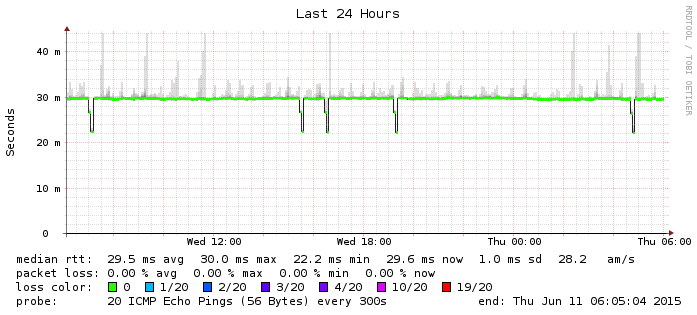 Last 24 Hours
RRDTOOL / TOBI OETIKER
Seconds
40 m
30 m
20 m
10 m
0
Wed 12:00 Wed 18:00 Thu 00:00 Thu 06:00
median rtt: 29.5 ms avg 30.0 ms max 22.2 ms min 29.6 ms now 1.0 ms sd 28.2 am/s
packet loss: 0.00 % avg 0.00 % max 0.00 % min 0.00 % now
loss color: 0 1/20 2/20 3/20 4/20 10/20 19/20
probe: 20 ICMP Echo Pings (56 Bytes) every 300s end: Thu Jun 11 06:05:04 2015